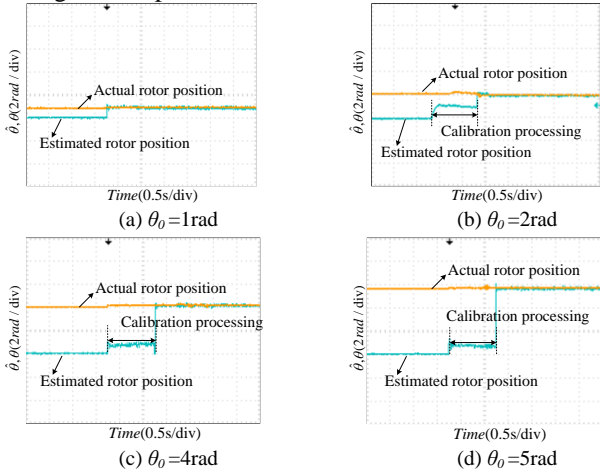 Actual rotor position
Estimated rotor position
θ̂,θ(2rad / div)
Time(0.5s/div)
(a) θ0=1rad
Actual rotor position
Calibration processing
Estimated rotor position
θ̂,θ(2rad / div)
Time(0.5s/div)
(b) θ0=2rad
Actual rotor position
Calibration processing
Estimated rotor position
θ̂,θ(2rad / div)
Time(0.5s/div)
(c) θ0=4rad
Actual rotor position
Calibration processing
Estimated rotor position
θ̂,θ(2rad / div)
Time(0.5s/div)
(d) θ0=5rad